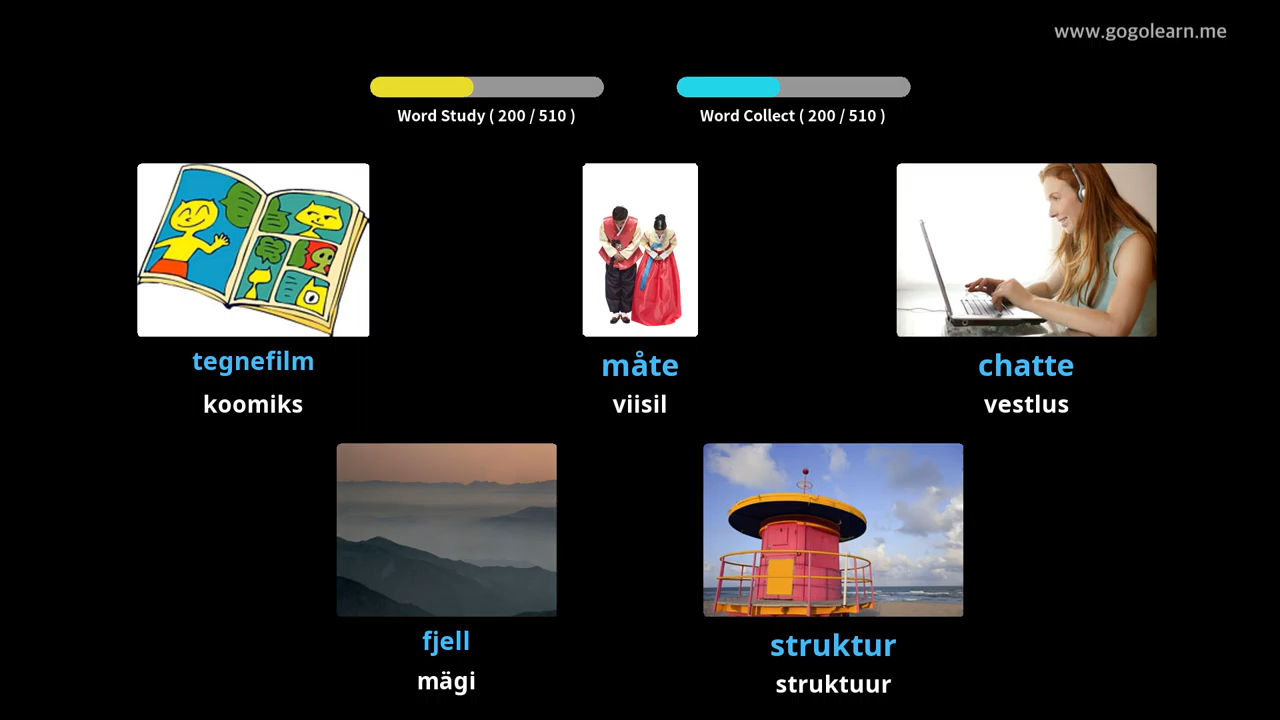 www.gogolearn.me
Word Study ( 200 / 510 )
Word Collect ( 200 / 510 )
tegnefilm
koomiks
måte
viisil
chatte
vestlus
fjell
mägi
struktur
struktuur